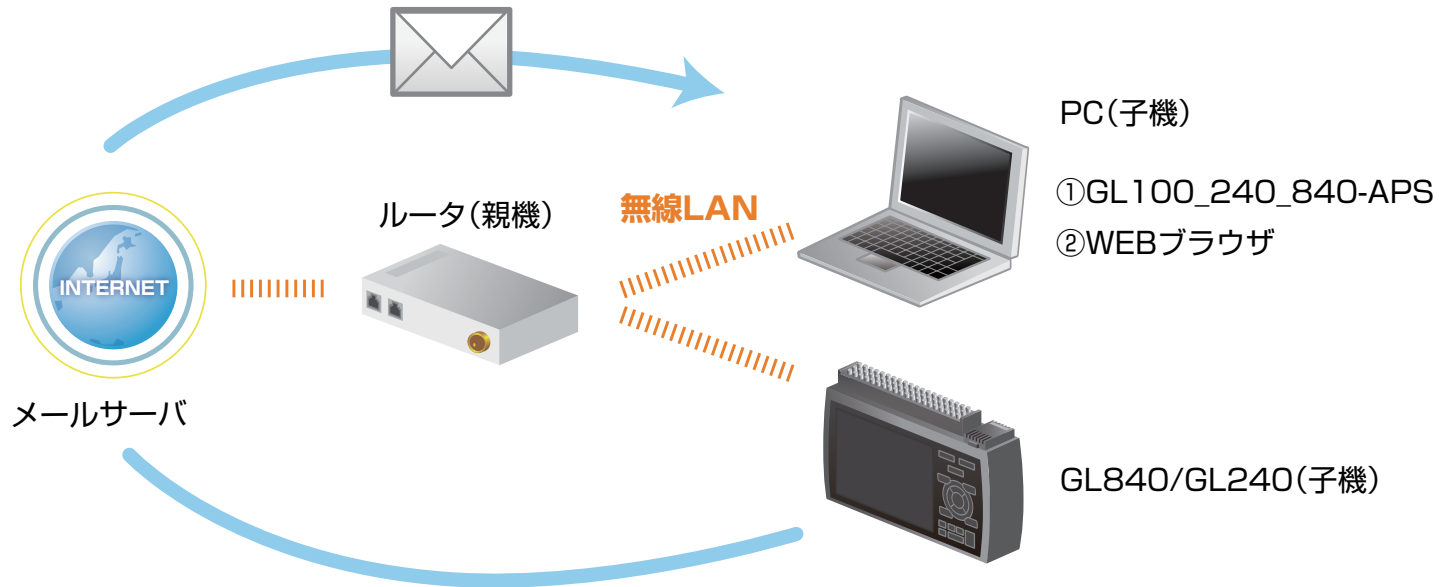 PC(子機)
①GL100_240_840-APS
②WEBブラウザ
ルータ(親機)
無線LAN
INTERNET
メールサーバ
GL840/GL240(子機)